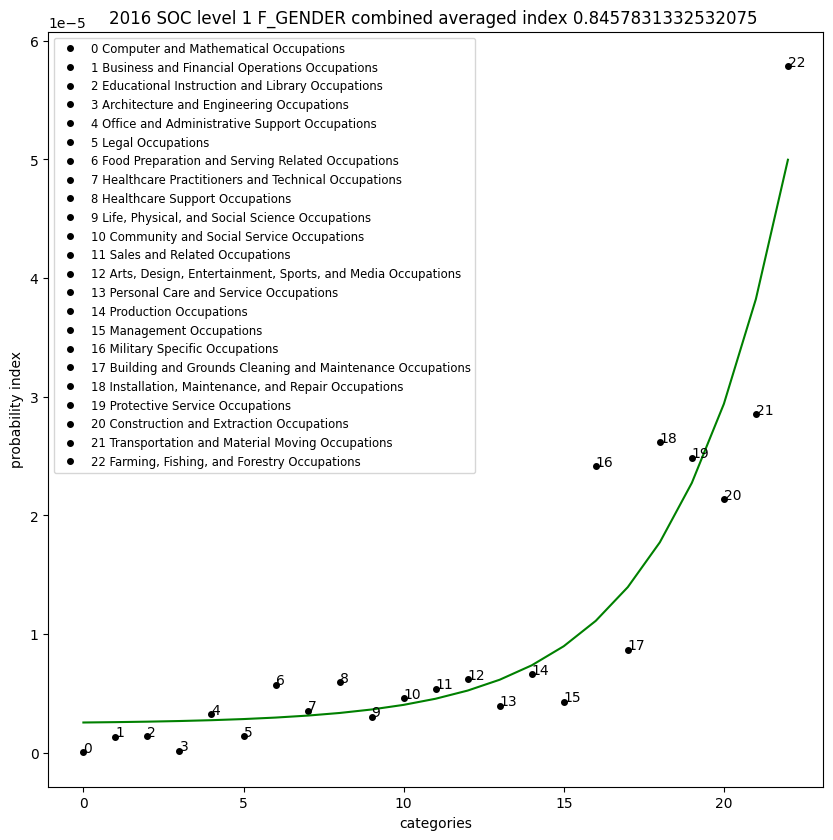 2016 SOC level 1 F_GENDER combined averaged index 0.8457831332532075
1e−5
0 Computer and Mathematical Occupations
1 Business and Financial Operations Occupations
2 Educational Instruction and Library Occupations
3 Architecture and Engineering Occupations
4 Office and Administrative Support Occupations
5 Legal Occupations
6 Food Preparation and Serving Related Occupations
7 Healthcare Practitioners and Technical Occupations
8 Healthcare Support Occupations
9 Life, Physical, and Social Science Occupations
10 Community and Social Service Occupations
11 Sales and Related Occupations
12 Arts, Design, Entertainment, Sports, and Media Occupations
13 Personal Care and Service Occupations
14 Production Occupations
15 Management Occupations
16 Military Specific Occupations
17 Building and Grounds Cleaning and Maintenance Occupations
18 Installation, Maintenance, and Repair Occupations
19 Protective Service Occupations
20 Construction and Extraction Occupations
21 Transportation and Material Moving Occupations
22 Farming, Fishing, and Forestry Occupations
6
5
4
3
2
1
0
probability index
0
1
2
3
4
5
6
7
8
9
10
11
12
13
14
15
16
17
18
19
20
21
22
0 5 10 15 20
categories